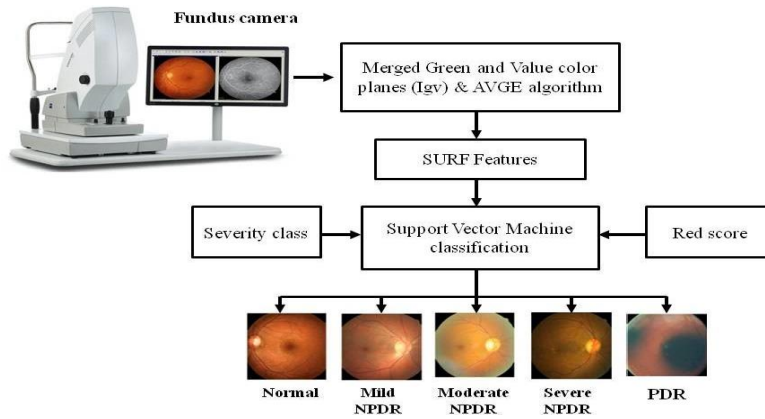 Fundus camera
Merged Green and Value color
planes (Igv) & AVGE algorithm
SURF Features
Severity class
Support Vector Machine
classification
Red score
Normal
Mild
NPDR
Moderate
NPDR
Severe
NPDR
PDR